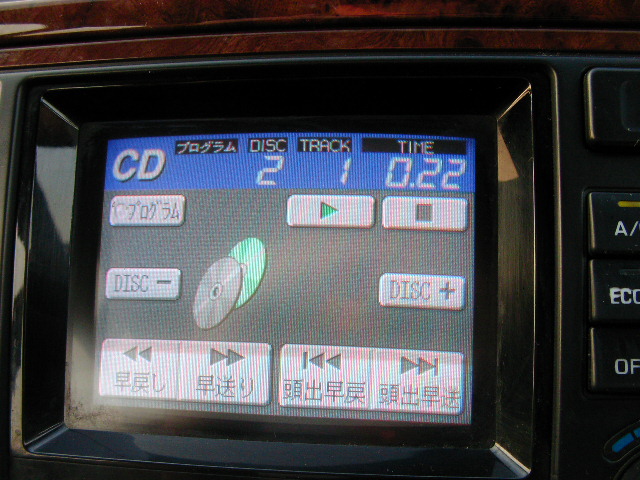 CD プログラム DISC TRACK TIME
2 1 0.22
プログラム
DISC − DISC +
早戻し 早送り 頭出早戻 頭出早送
A/
ECO
OF